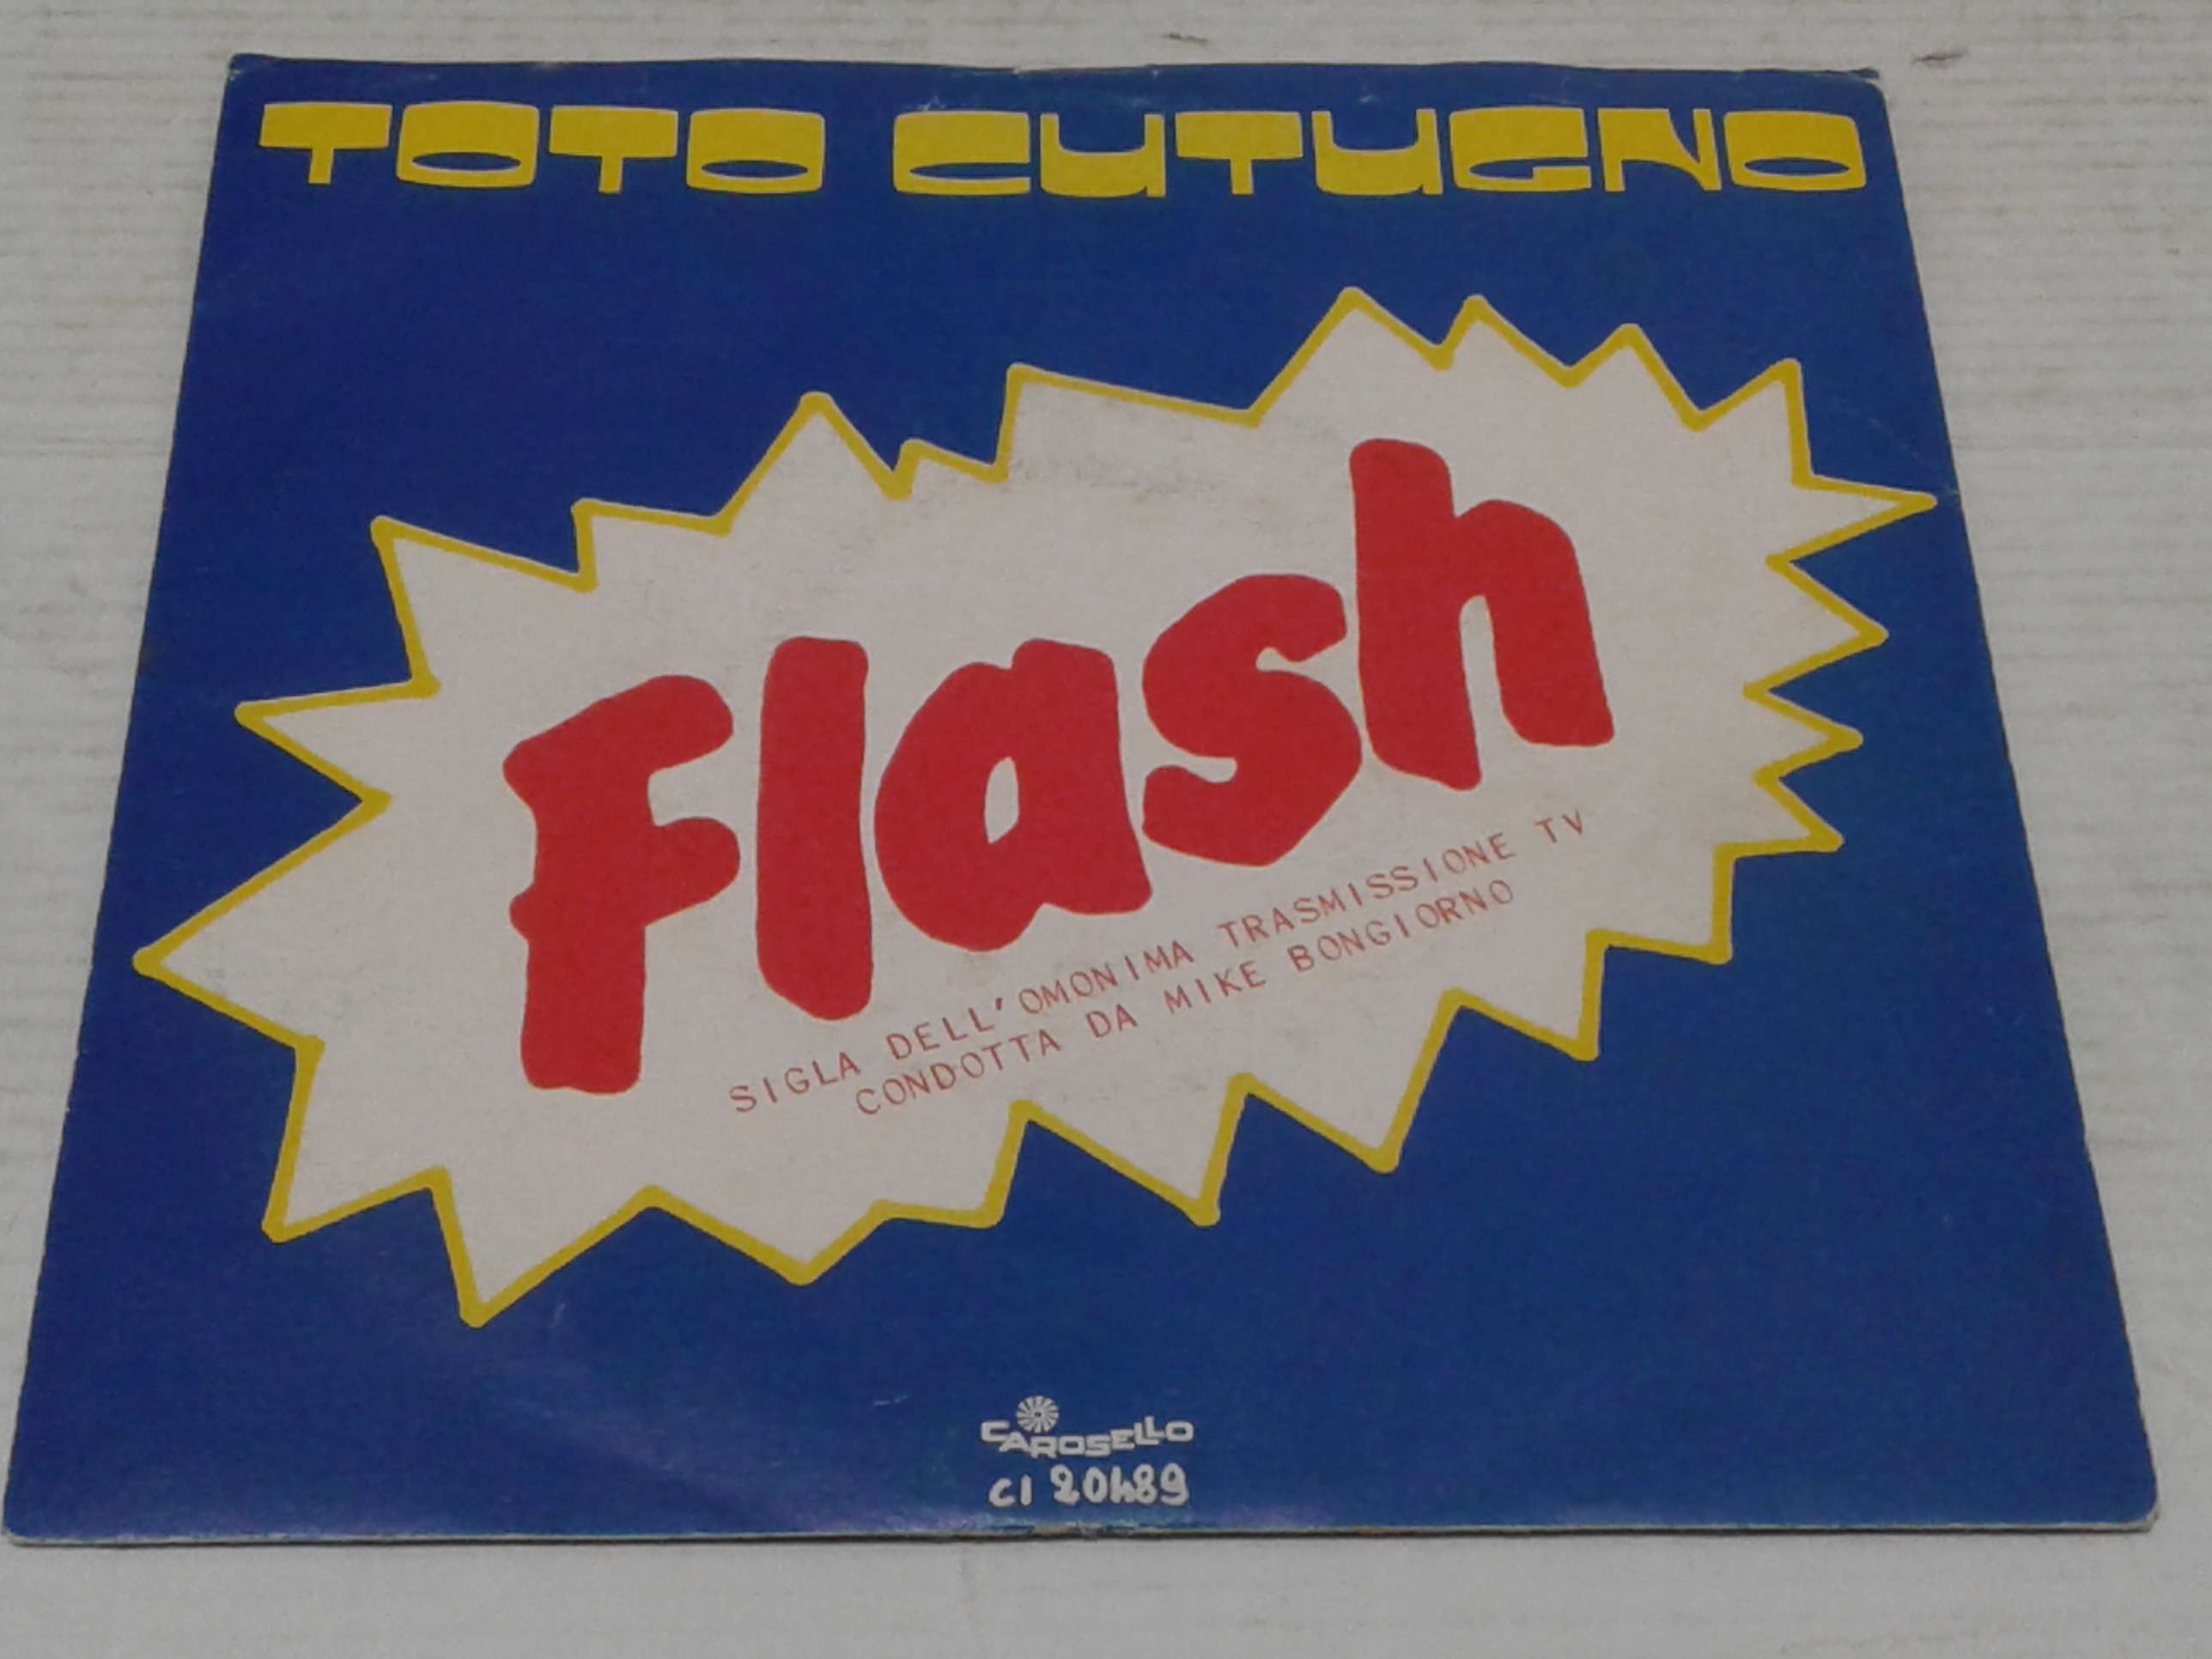 TOTO CUTUGNO
Flash
SIGLA DELL'OMONIMA TRASMISSIONE TV
CONDOTTA DA MIKE BONGIORNO
CAROSELLO
CI 20489